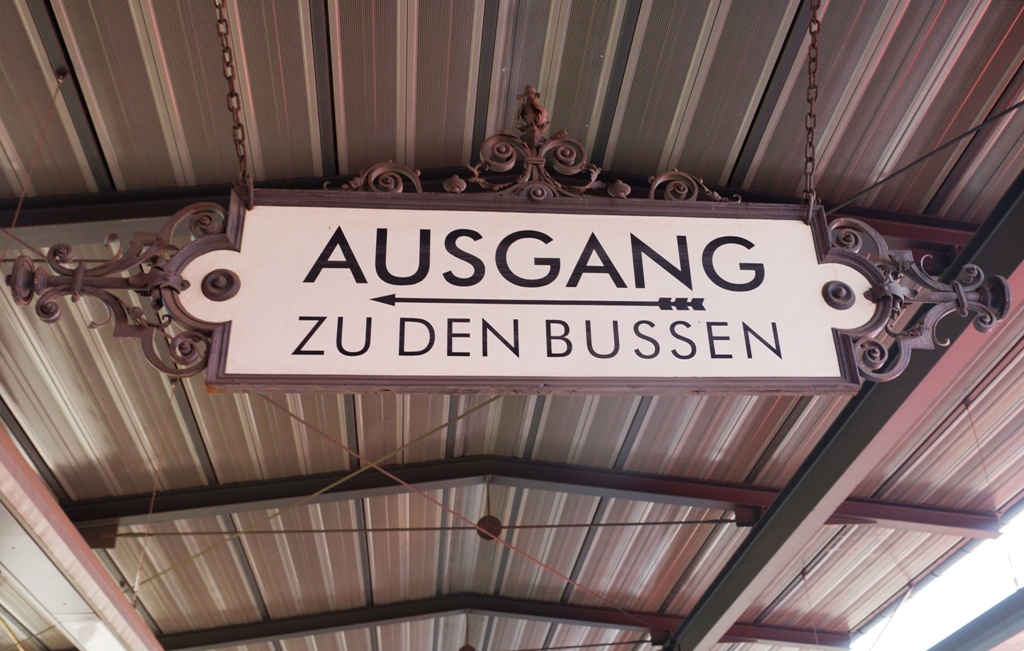 AUSGANG
ZU DEN BUSSEN